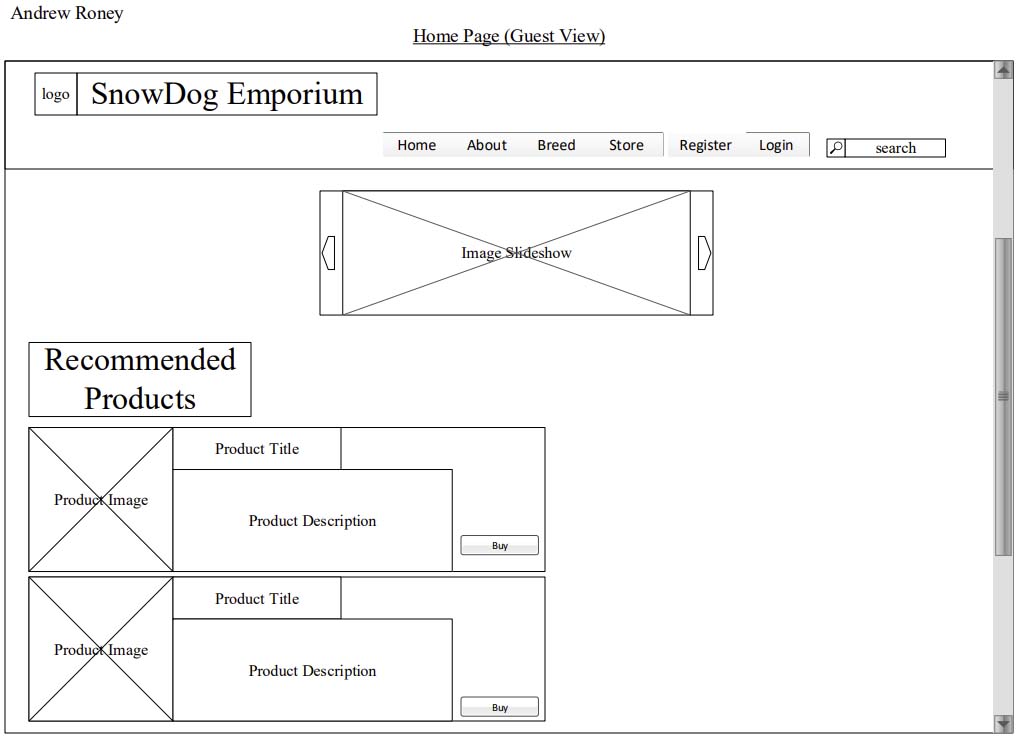 Andrew Roney
Home Page (Guest View)
logo
SnowDog Emporium
Home About Breed Store Register Login
search
Image Slideshow
Recommended
Products
Product Title
Product Image
Product Description
Buy
Product Title
Product Image
Product Description
Buy